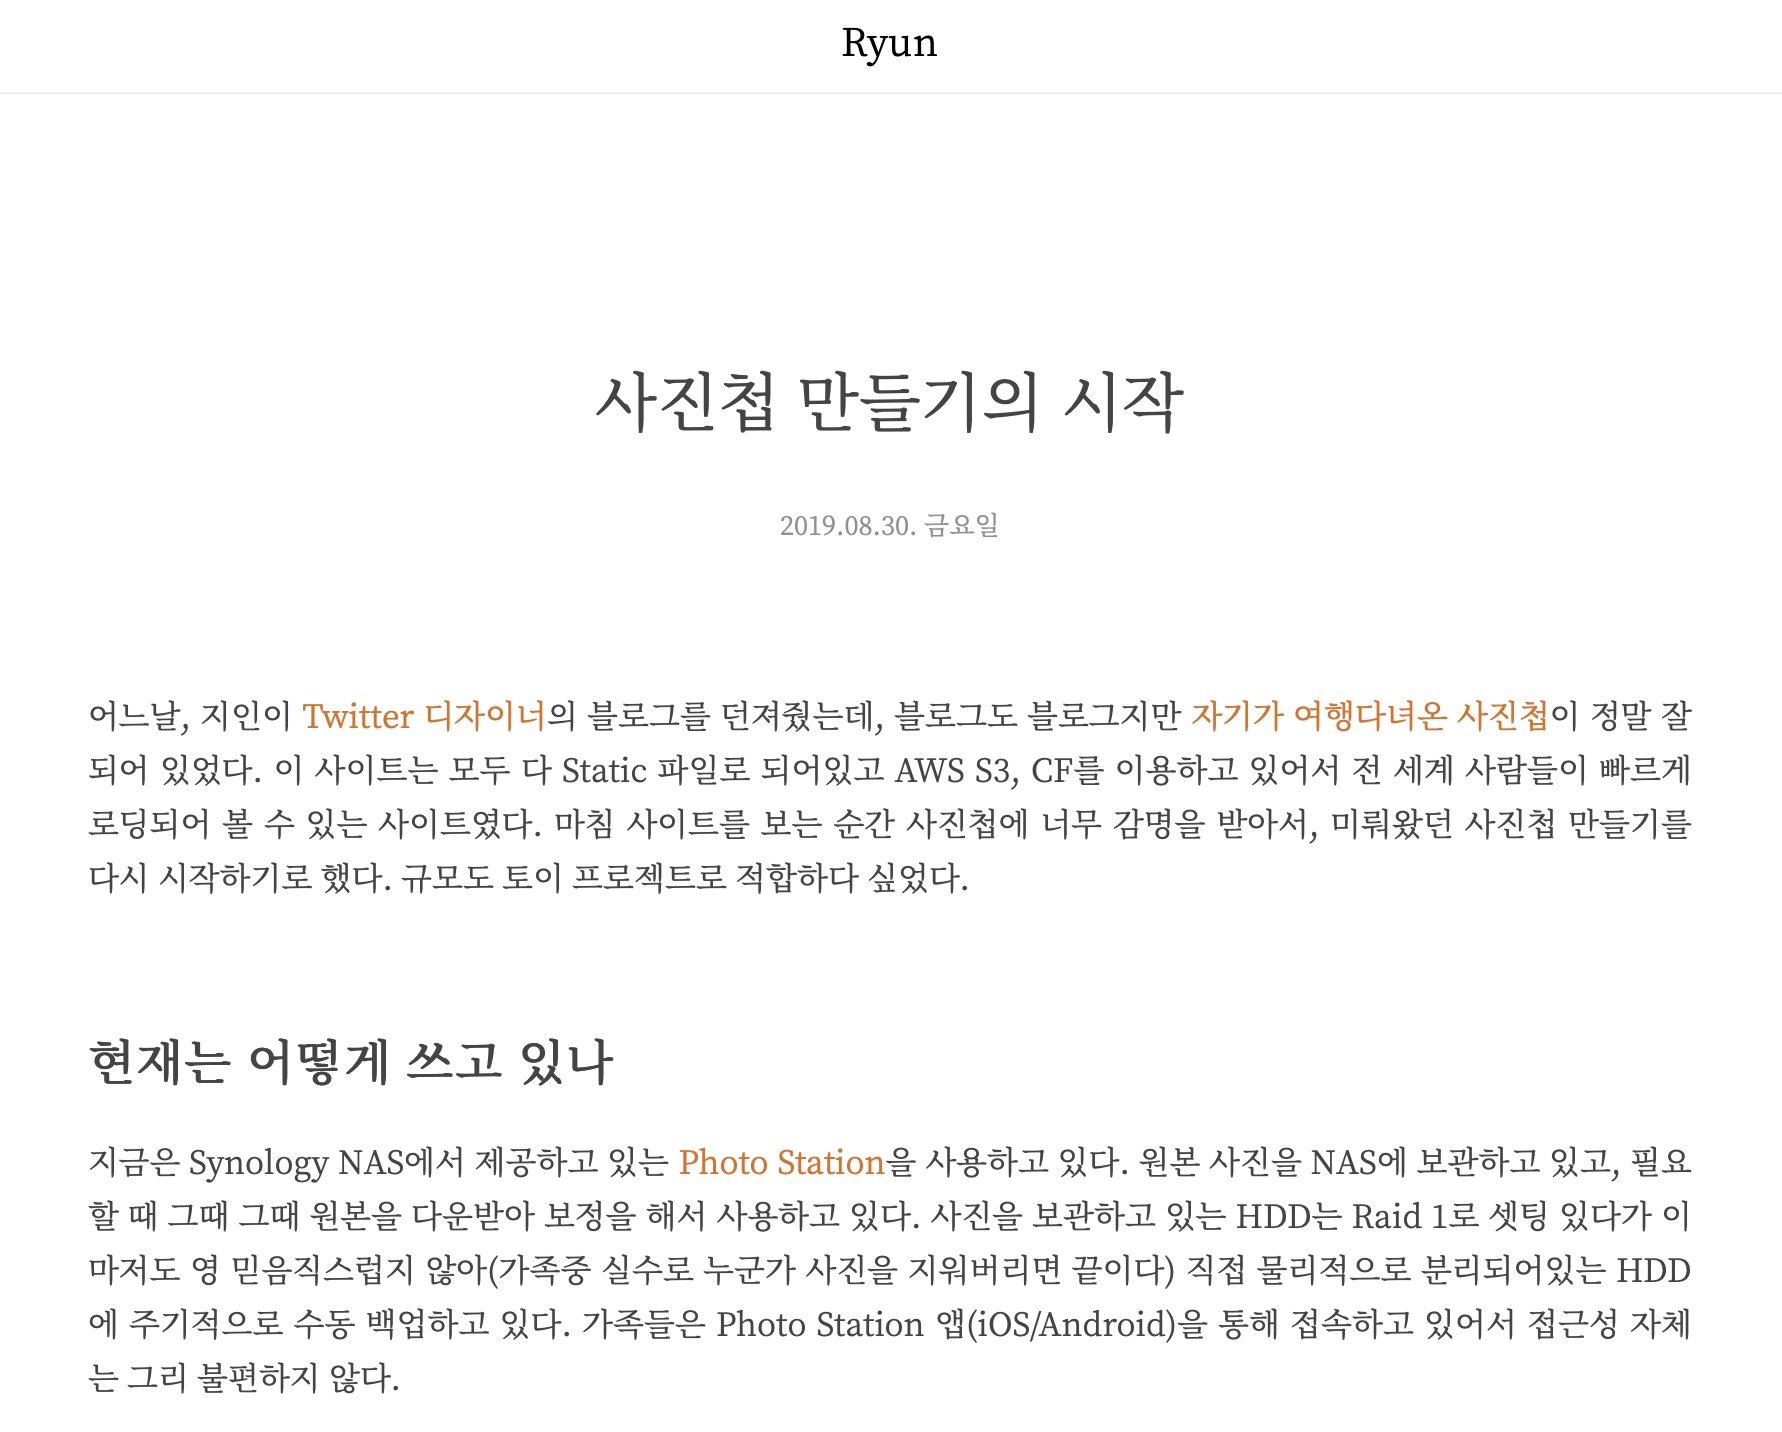 Ryun
사진첩 만들기의 시작
2019.08.30. 금요일
어느날, 지인이 Twitter 디자이너의 블로그를 던져줬는데, 블로그도 블로그지만 자기가 여행다녀온 사진첩이 정말 잘
되어 있었다. 이 사이트는 모두 다 Static 파일로 되어있고 AWS S3, CF를 이용하고 있어서 전 세계 사람들이 빠르게
로딩되어 볼 수 있는 사이트였다. 마침 사이트를 보는 순간 사진첩에 너무 감명을 받아서, 미뤄왔던 사진첩 만들기를
다시 시작하기로 했다. 규모도 토이 프로젝트로 적합하다 싶었다.
현재는 어떻게 쓰고 있나
지금은 Synology NAS에서 제공하고 있는 Photo Station을 사용하고 있다. 원본 사진을 NAS에 보관하고 있고, 필요
할 때 그때 그때 원본을 다운받아 보정을 해서 사용하고 있다. 사진을 보관하고 있는 HDD는 Raid 1로 셋팅 있다가 이
마저도 영 믿음직스럽지 않아(가족중 실수로 누군가 사진을 지워버리면 끝이다) 직접 물리적으로 분리되어있는 HDD
에 주기적으로 수동 백업하고 있다. 가족들은 Photo Station 앱(iOS/Android)을 통해 접속하고 있어서 접근성 자체
는 그리 불편하지 않다.